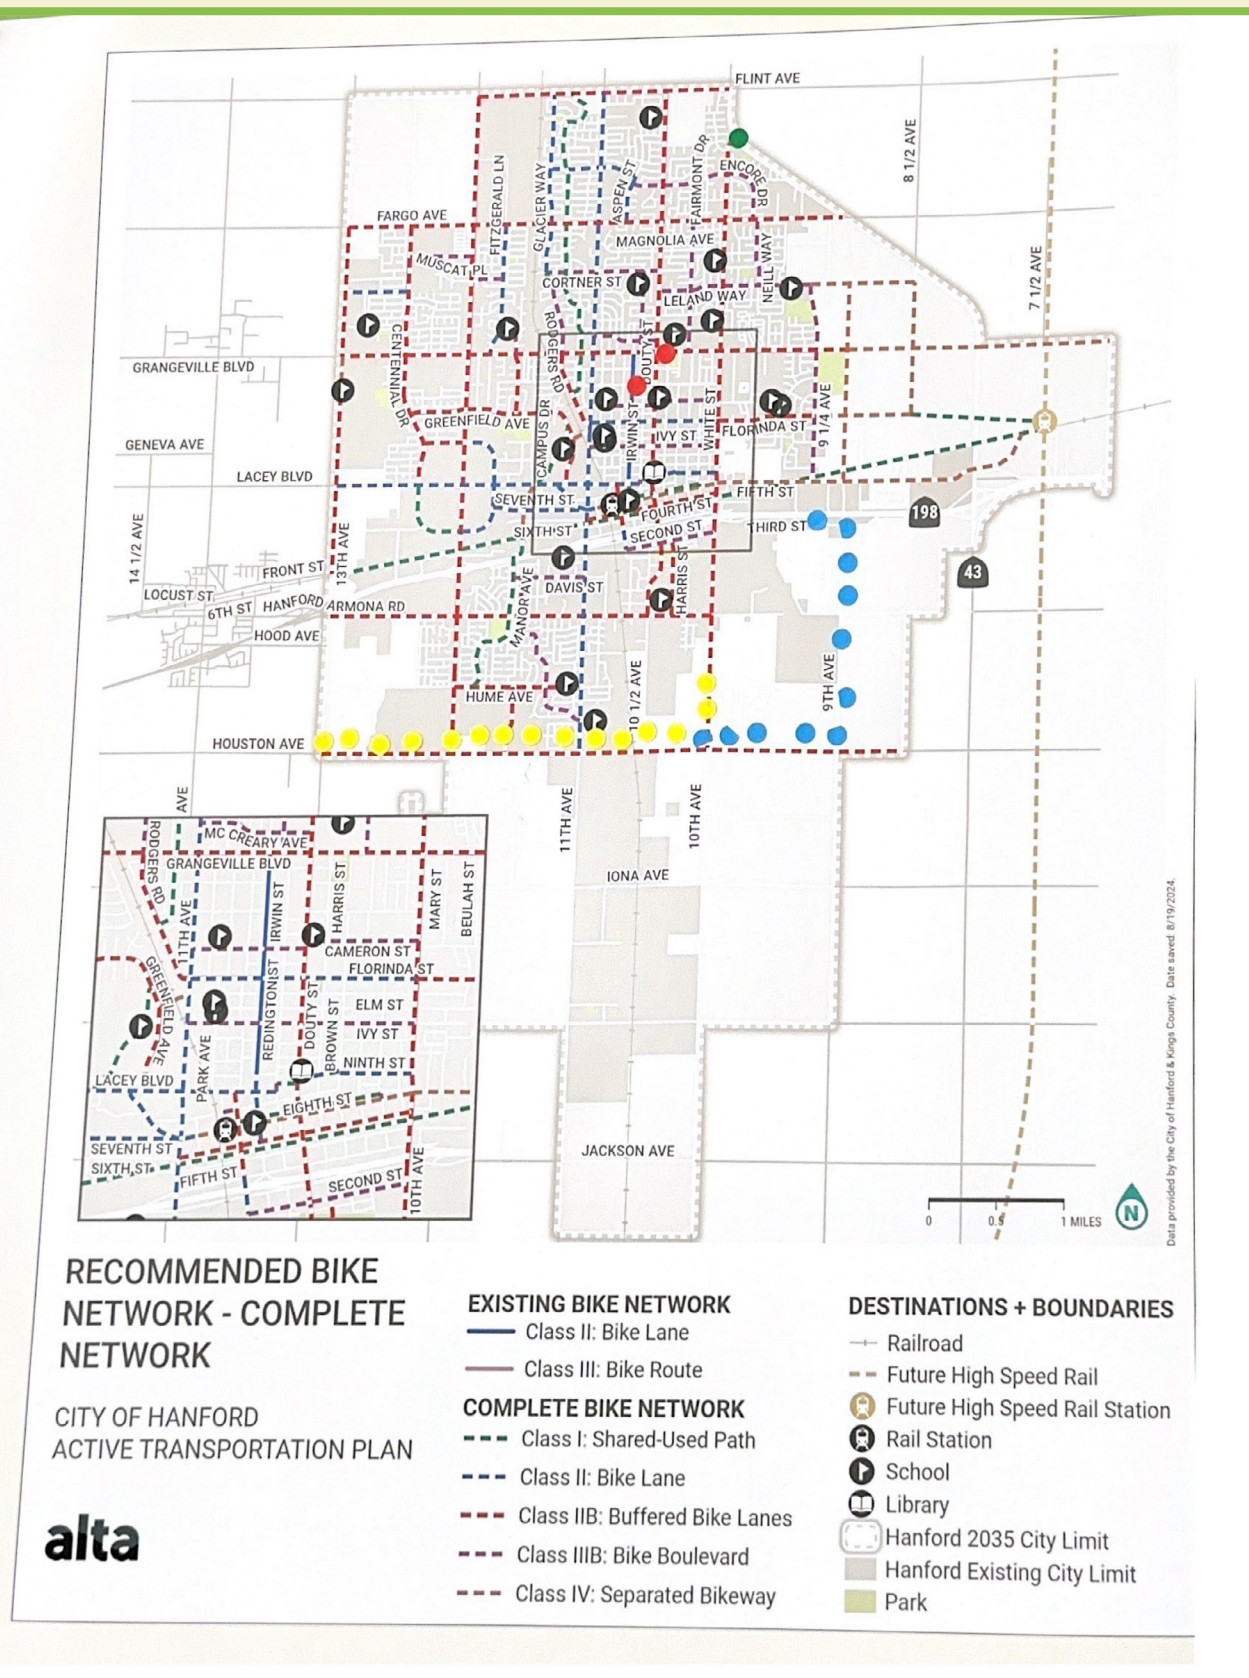 FLINT AVE
8 1/2 AVE
FAIRMONT DR
ENCORE DR
ASPEN ST
FITZGERALD LN
GLACIER WAY
FARGO AVE
MAGNOLIA AVE
MUSCAT PL
CORTNER ST
NEILL WAY
7 1/2 AVE
LELAND WAY
RODGERS RD
DOUTY ST
CENTENNIAL DR
GRANGEVILLE BLVD
WHITE ST
9 1/4 AVE
CAMPUS DR
IRWIN ST
GREENFIELD AVE
IVY ST
FLORINDA ST
GENEVA AVE
LACEY BLVD
SEVENTH ST
FIFTH ST
FOURTH ST
198
SIXTH ST
SECOND ST
THIRD ST
14 1/2 AVE
13TH AVE
FRONT ST
43
LOCUST ST
DAVIS ST
HARRIS ST
MANOR AVE
6TH ST
HANFORD ARMONA RD
HOOD AVE
10 1/2 AVE
9TH AVE
HUME AVE
HOUSTON AVE
11TH AVE
10TH AVE
IONA AVE
JACKSON AVE
AVE
RODGERS RD
MC CREARY AVE
GRANGEVILLE BLVD
11TH AVE
IRWIN ST
HARRIS ST
MARY ST
BEULAH ST
CAMERON ST
FLORINDA ST
GREENFIELD AVE
REDINGTON ST
DOUTY ST
BROWN ST
ELM ST
IVY ST
PARK AVE
NINTH ST
LACEY BLVD
EIGHTH ST
SEVENTH ST
SIXTH ST
FIFTH ST
SECOND ST
10TH AVE
0
0.5
1 MILES
N
Data provided by the City of Hanford & Kings County. Date saved: 8/19/2024.
RECOMMENDED BIKE
NETWORK - COMPLETE
NETWORK
CITY OF HANFORD
ACTIVE TRANSPORTATION PLAN
alta
EXISTING BIKE NETWORK
Class II: Bike Lane
Class III: Bike Route
COMPLETE BIKE NETWORK
Class I: Shared-Used Path
Class II: Bike Lane
Class IIB: Buffered Bike Lanes
Class IIIB: Bike Boulevard
Class IV: Separated Bikeway
DESTINATIONS + BOUNDARIES
Railroad
Future High Speed Rail
Future High Speed Rail Station
Rail Station
School
Library
Hanford 2035 City Limit
Hanford Existing City Limit
Park